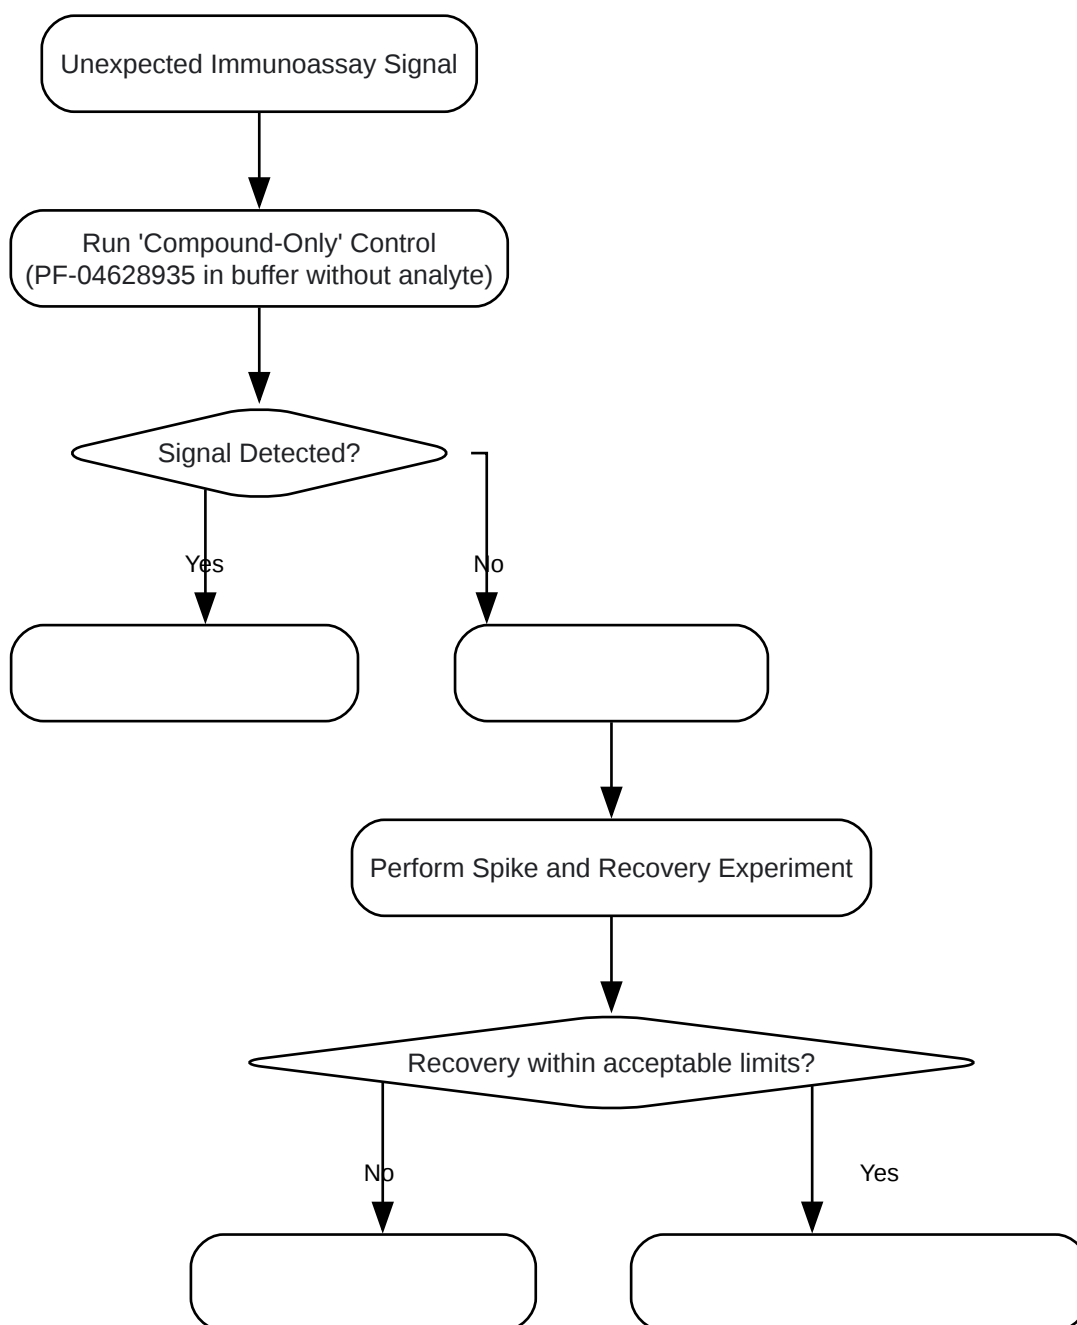 Unexpected Immunoassay Signal
Run 'Compound-Only' Control
(PF-04628935 in buffer without analyte)
Signal Detected?
Yes
No
Perform Spike and Recovery Experiment
Recovery within acceptable limits?
No
Yes